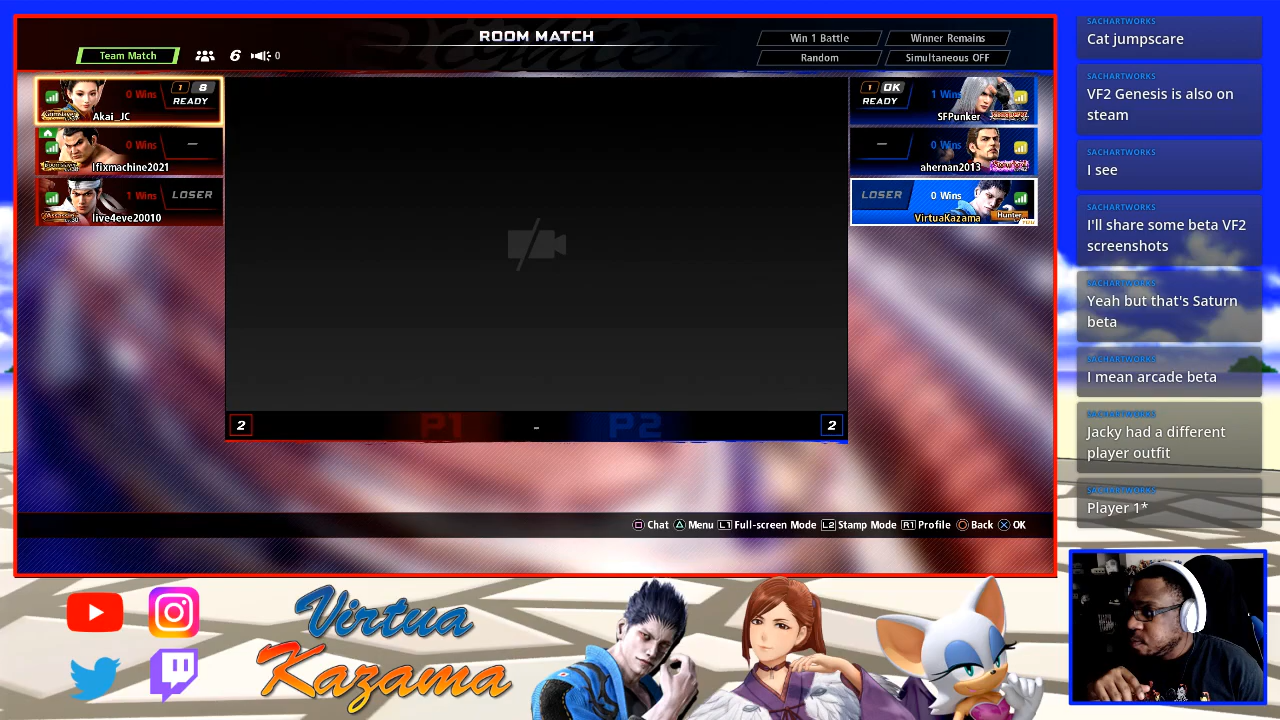 ROOM MATCH
Team Match
6
0
Win 1 Battle
Winner Remains
Random
Simultaneous OFF
0 Wins
1 8
READY
Akai_JC
0 Wins
—
Ifixmachine2021
1 Wins
LOSER
live4eve20010
1 OK
READY
1 Wins
SFPunker
—
0 Wins
ahernan2013
LOSER
0 Wins
VirtuaKazama
Hunter
YOU
2
P1
-
P2
2
Chat
Menu
L1 Full-screen Mode
L2 Stamp Mode
R1 Profile
Back
OK
SACHARTWORKS
Cat jumpscare
SACHARTWORKS
VF2 Genesis is also on
steam
SACHARTWORKS
I see
SACHARTWORKS
I'll share some beta VF2
screenshots
SACHARTWORKS
Yeah but that's Saturn
beta
SACHARTWORKS
I mean arcade beta
SACHARTWORKS
Jacky had a different
player outfit
SACHARTWORKS
Player 1*
Virtua
Kazama